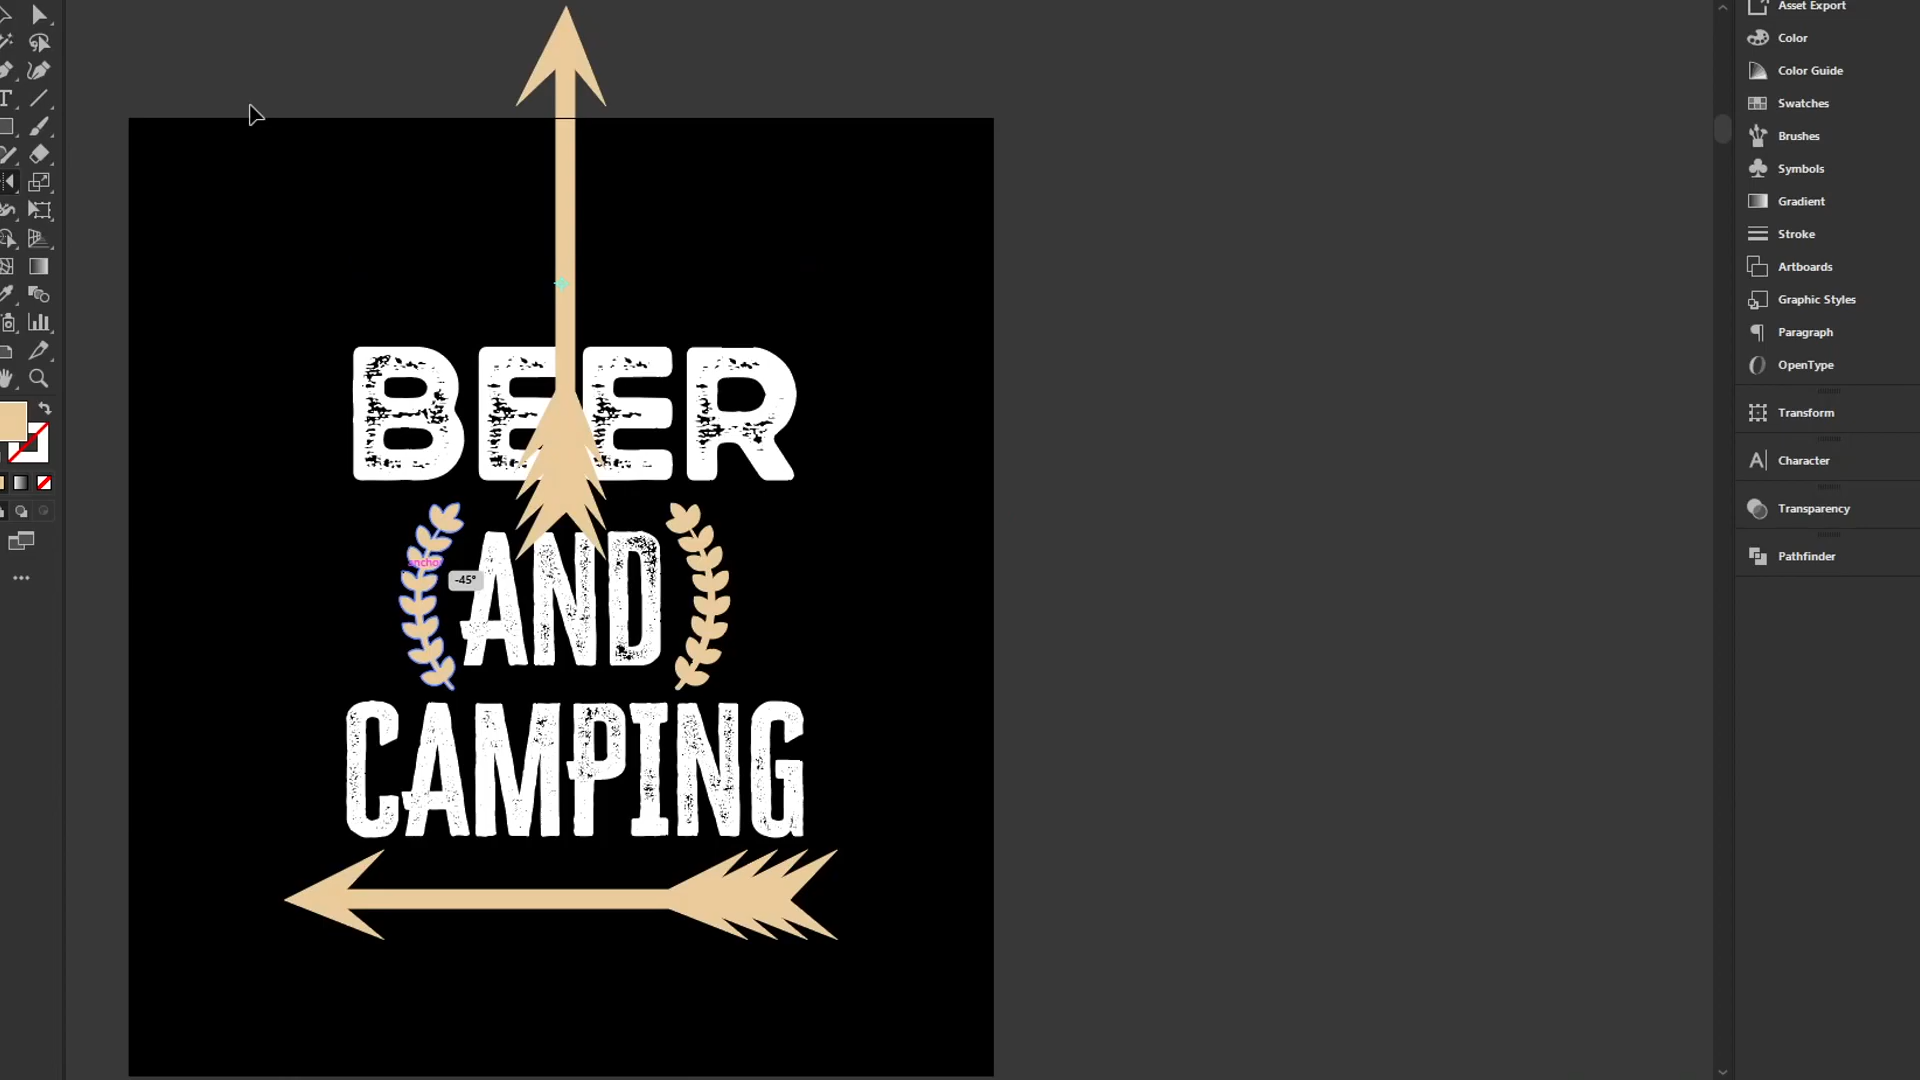 Asset Export
Color
Color Guide
Swatches
Brushes
Symbols
Gradient
Stroke
Artboards
Graphic Styles
Paragraph
OpenType
Transform
Character
Transparency
Pathfinder
BEER
AND
CAMPING
-45°